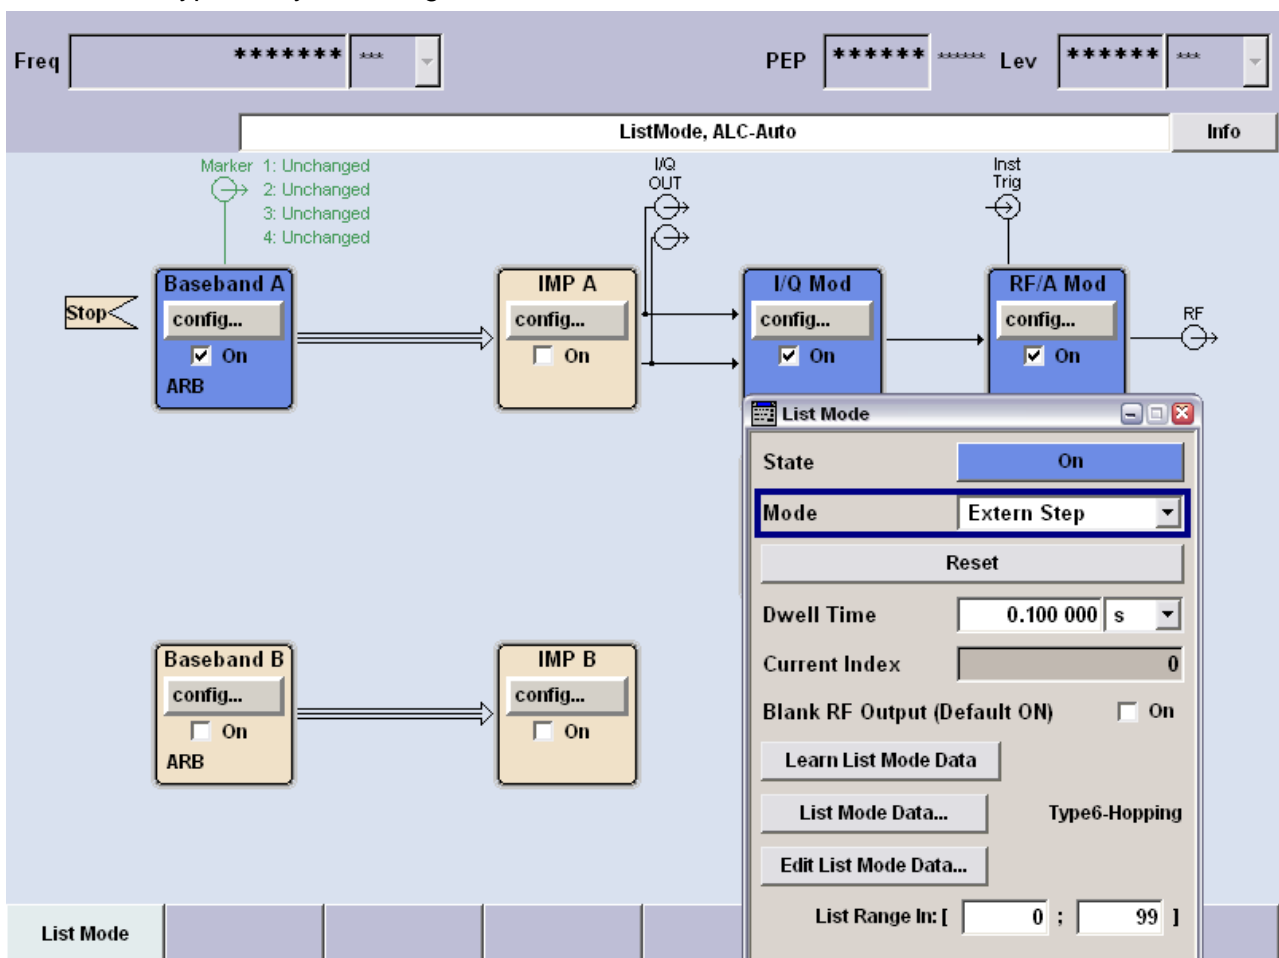 Freq ******* *** PEP ****** ****** Lev ****** ***
ListMode, ALC-Auto Info
Marker 1: Unchanged
2: Unchanged
3: Unchanged
4: Unchanged
I/Q
OUT
Inst
Trig
Stop
Baseband A
config...
On
ARB
IMP A
config...
On
I/Q Mod
config...
On
RF/A Mod
config...
On
RF
Baseband B
config...
On
ARB
IMP B
config...
On
List Mode
State On
Mode Extern Step
Reset
Dwell Time 0.100 000 s
Current Index 0
Blank RF Output (Default ON) On
Learn List Mode Data
List Mode Data... Type6-Hopping
Edit List Mode Data...
List Range In: [ 0 ; 99 ]
List Mode